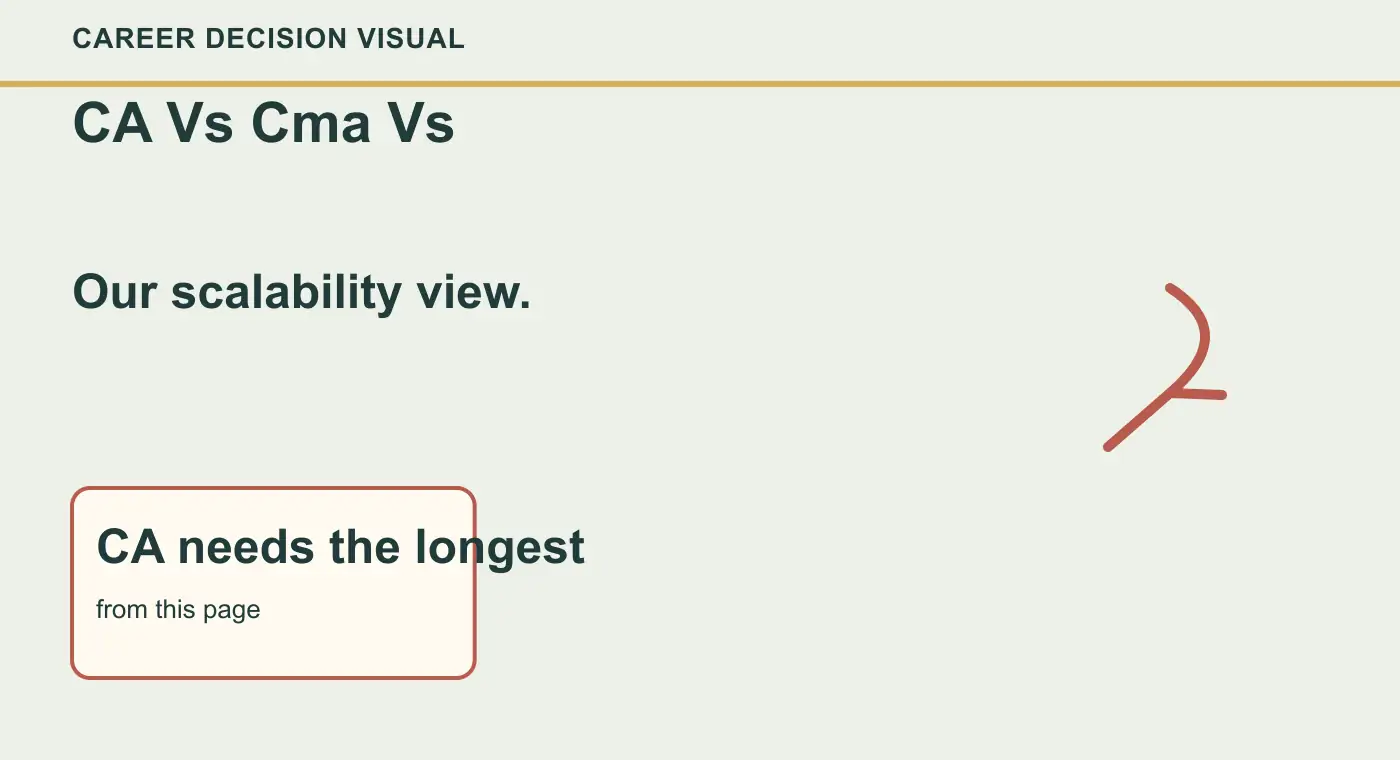 CAREER DECISION VISUAL
CA Vs Cma Vs
Our scalability view.
CA needs the longest
from this page